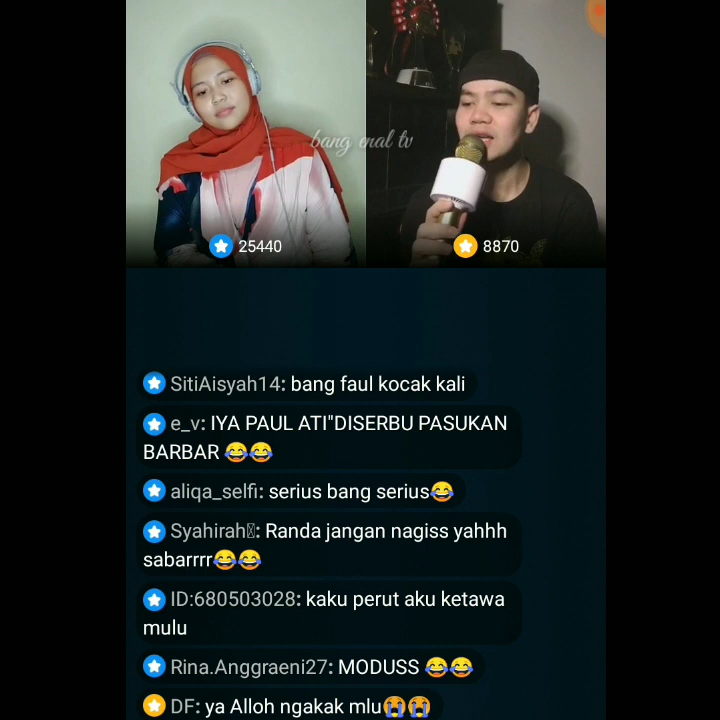 bang enal tv
25440
8870
SitiAisyah14: bang faul kocak kali
e_v: IYA PAUL ATI"DISERBU PASUKAN
BARBAR 😂😂
aliqa_selfi: serius bang serius😂
Syahirah: Randa jangan nagiss yahhh
sabarrrr😂😂
ID:680503028: kaku perut aku ketawa
mulu
Rina.Anggraeni27: MODUSS 😂😂
DF: ya Alloh ngakak mlu😭😭